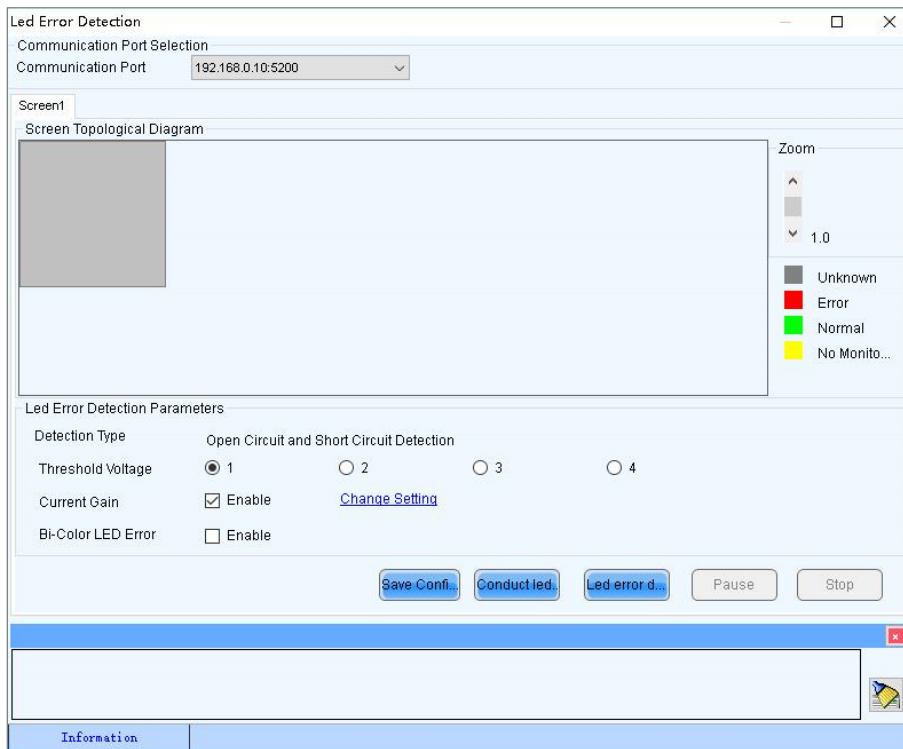 Led Error Detection
Communication Port Selection
Communication Port 192.168.0.10:5200
Screen1
Screen Topological Diagram
Zoom
1.0
Unknown
Error
Normal
No Monito...
Led Error Detection Parameters
Detection Type Open Circuit and Short Circuit Detection
Threshold Voltage 1 2 3 4
Current Gain Enable Change Setting
Bi-Color LED Error Enable
Save Confi... Conduct led.. Led error d... Pause Stop
Information